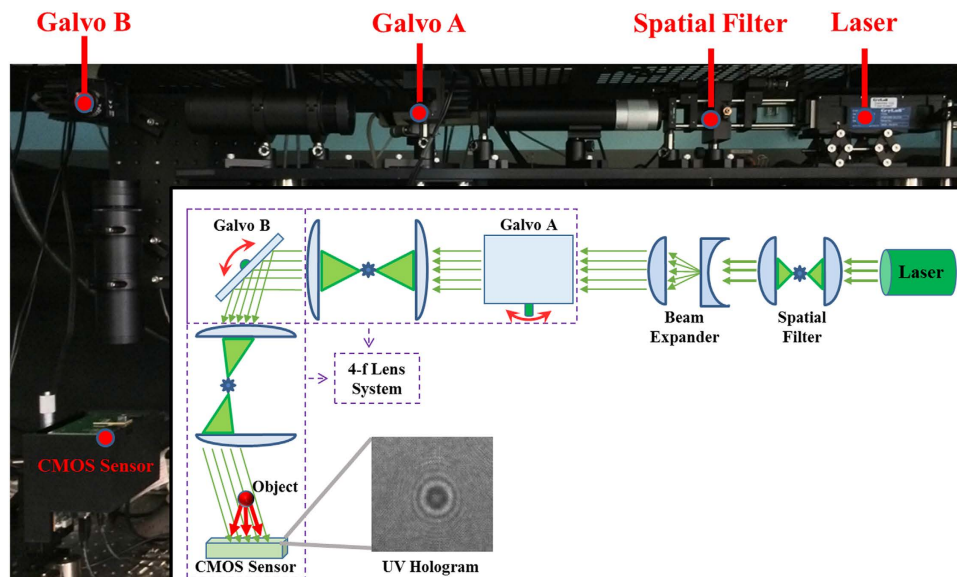 Galvo B
Galvo A
Spatial Filter
Laser
CMOS Sensor
Galvo B
Galvo A
Laser
Beam
Expander
Spatial
Filter
4-f Lens
System
Object
CMOS Sensor
UV Hologram